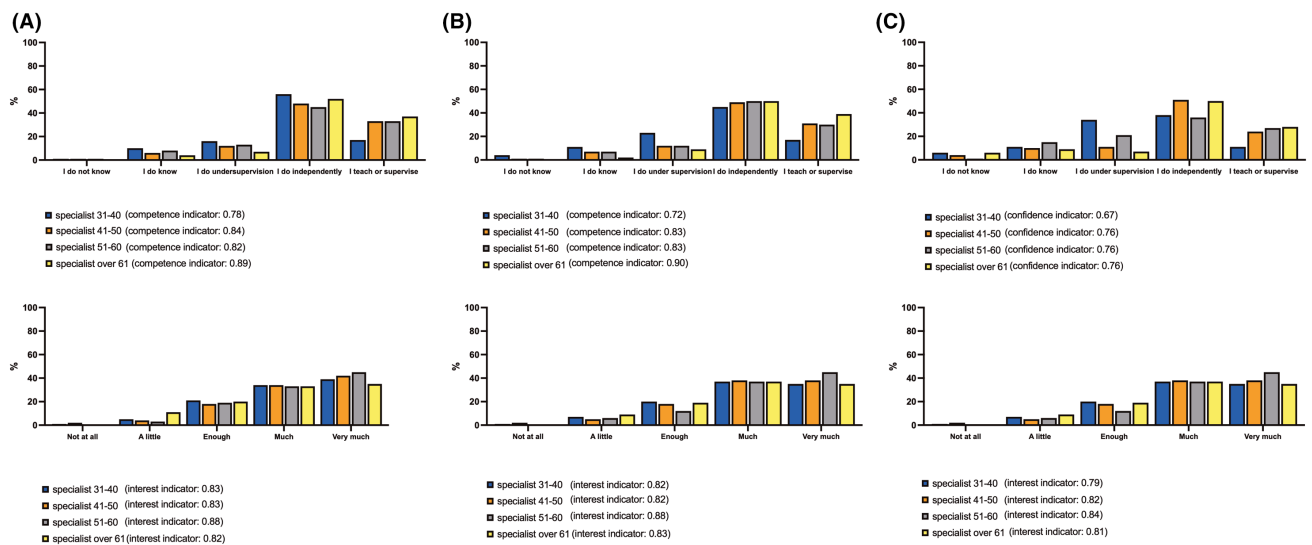 (A)
100
80
60
40
20
0
%
I do not know I do know I do undersupervision I do independently I teach or supervise
specialist 31-40 (competence indicator: 0.78)
specialist 41-50 (competence indicator: 0.84)
specialist 51-60 (competence indicator: 0.82)
specialist over 61 (competence indicator: 0.89)
100
80
60
40
20
0
%
Not at all A little Enough Much Very much
specialist 31-40 (interest indicator: 0.83)
specialist 41-50 (interest indicator: 0.83)
specialist 51-60 (interest indicator: 0.88)
specialist over 61 (interest indicator: 0.82)
(B)
100
80
60
40
20
0
%
I do not know I do know I do under supervision I do independently I teach or supervise
specialist 31-40 (competence indicator: 0.72)
specialist 41-50 (competence indicator: 0.83)
specialist 51-60 (competence indicator: 0.83)
specialist over 61 (competence indicator: 0.90)
100
80
60
40
20
0
%
Not at all A little Enough Much Very much
specialist 31-40 (interest indicator: 0.82)
specialist 41-50 (interest indicator: 0.82)
specialist 51-60 (interest indicator: 0.88)
specialist over 61 (interest indicator: 0.83)
(C)
100
80
60
40
20
0
%
I do not know I do know I do under supervision I do independently I teach or supervise
specialist 31-40 (confidence indicator: 0.67)
specialist 41-50 (confidence indicator: 0.76)
specialist 51-60 (confidence indicator: 0.76)
specialist over 61 (confidence indicator: 0.76)
100
80
60
40
20
0
%
Not at all A little Enough Much Very much
specialist 31-40 (interest indicator: 0.79)
specialist 41-50 (interest indicator: 0.82)
specialist 51-60 (interest indicator: 0.84)
specialist over 61 (interest indicator: 0.81)